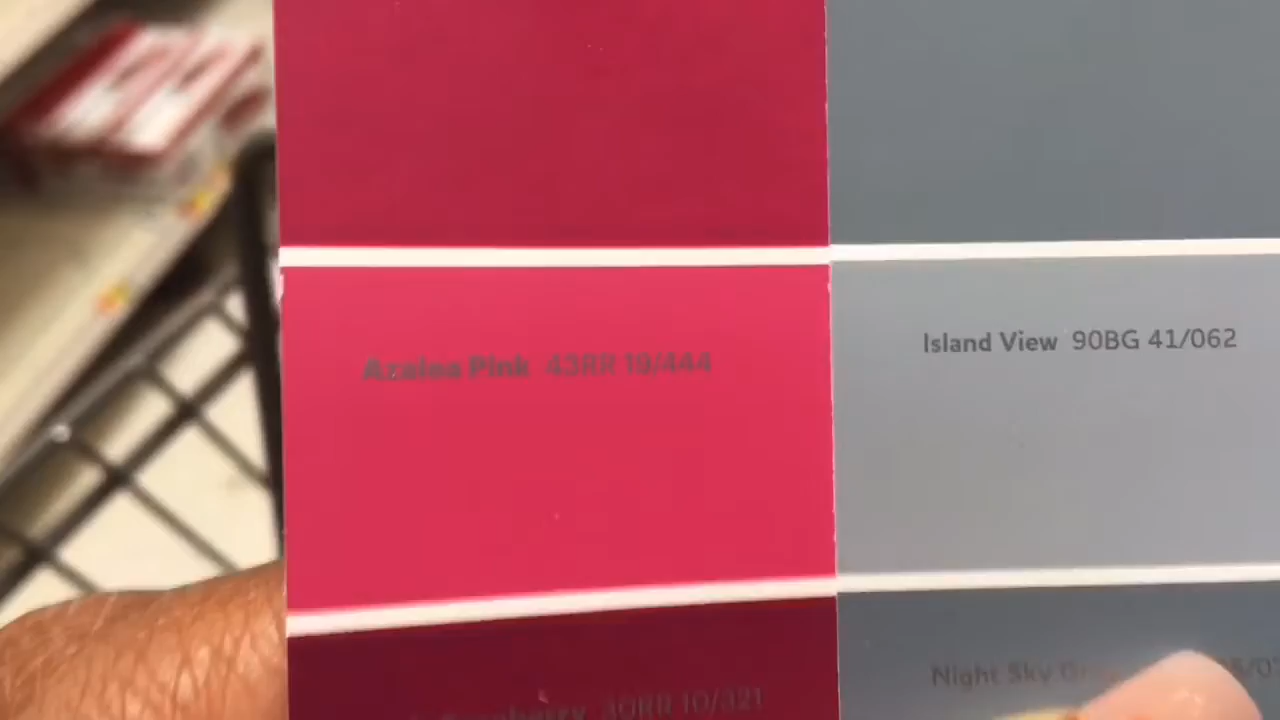 Azalea Pink 43RR 19/444
Island View 90BG 41/062
30RR 10/321
Night Sky